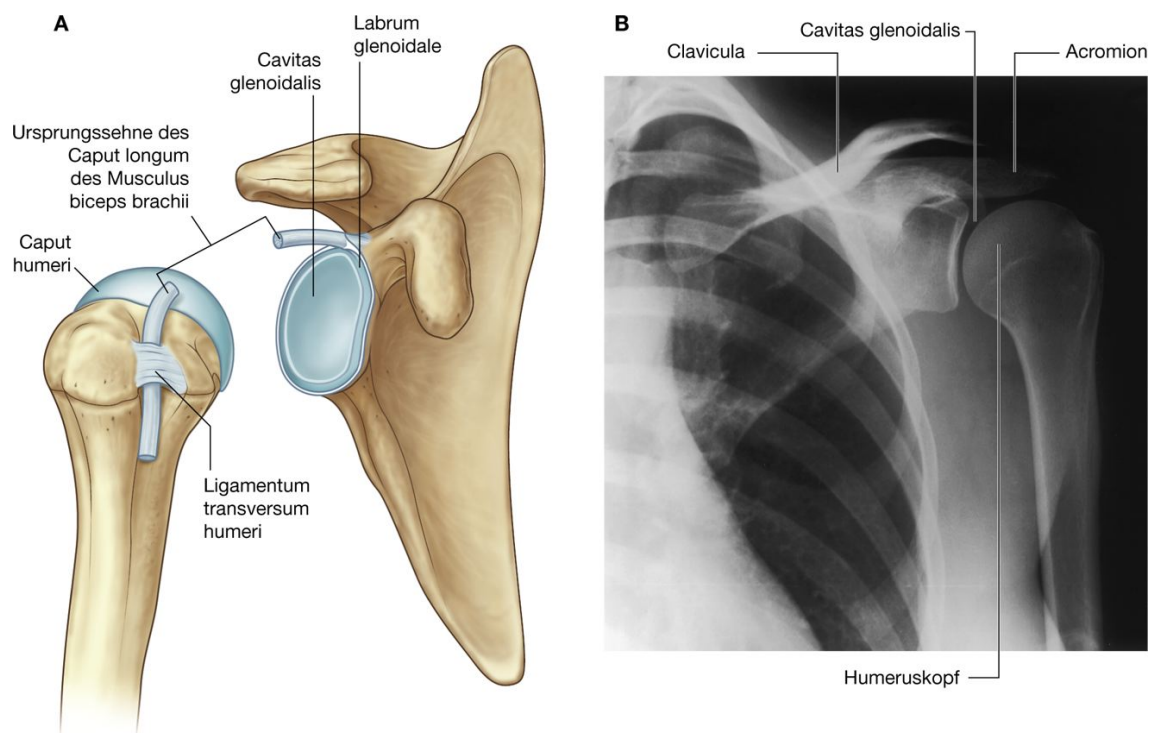 A
Labrum
glenoidale
Cavitas
glenoidalis
Ursprungssehne des
Caput longum
des Musculus
biceps brachii
Caput
humeri
Ligamentum
transversum
humeri
B
Cavitas glenoidalis
Clavicula
Acromion
Humeruskopf